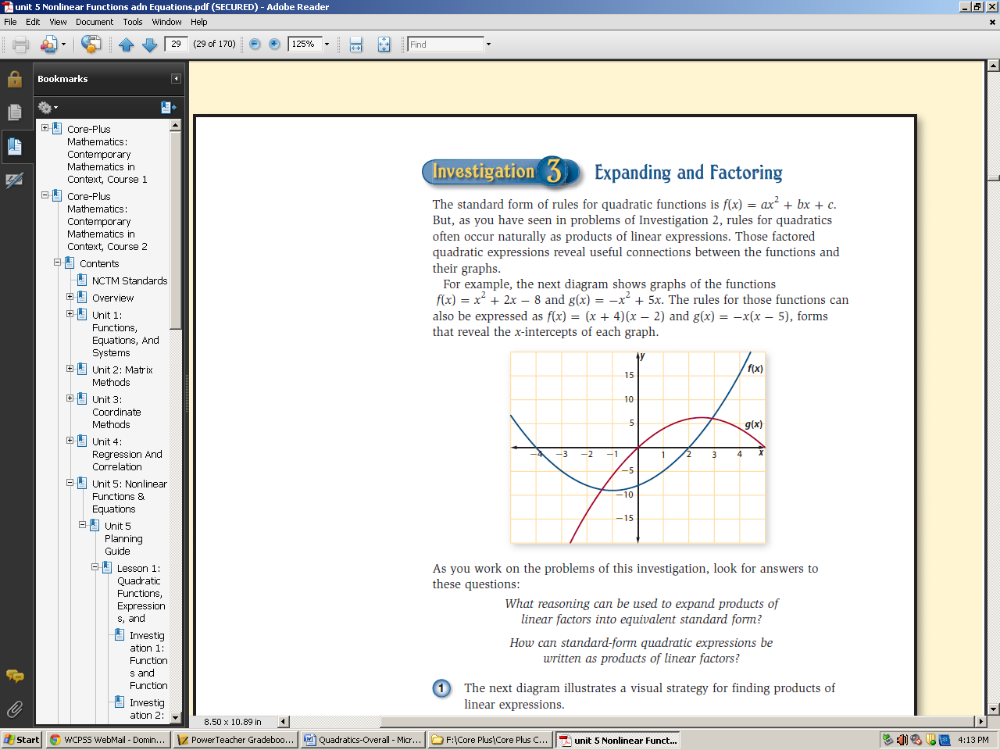 unit 5 Nonlinear Functions adn Equations.pdf (SECURED) - Adobe Reader
File Edit View Document Tools Window Help
29 (29 of 170) 125% Find
Bookmarks
Core-Plus
Mathematics:
Contemporary
Mathematics in
Context, Course 1
Core-Plus
Mathematics:
Contemporary
Mathematics in
Context, Course 2
Contents
NCTM Standards
Overview
Unit 1:
Functions,
Equations, And
Systems
Unit 2: Matrix
Methods
Unit 3:
Coordinate
Methods
Unit 4:
Regression And
Correlation
Unit 5: Nonlinear
Functions &
Equations
Unit 5
Planning
Guide
Lesson 1:
Quadratic
Functions,
Expression
s, and
Investig
ation 1:
Function
s and
Function
Investig
ation 2:
Investigation 3 Expanding and Factoring
The standard form of rules for quadratic functions is f(x) = ax² + bx + c.
But, as you have seen in problems of Investigation 2, rules for quadratics
often occur naturally as products of linear expressions. Those factored
quadratic expressions reveal useful connections between the functions and
their graphs.
For example, the next diagram shows graphs of the functions
f(x) = x² + 2x − 8 and g(x) = −x² + 5x. The rules for those functions can
also be expressed as f(x) = (x + 4)(x − 2) and g(x) = −x(x − 5), forms
that reveal the x-intercepts of each graph.
y
f(x)
15
10
5
g(x)
−4 −3 −2 −1 1 2 3 4 x
−5
−10
−15
As you work on the problems of this investigation, look for answers to
these questions:
What reasoning can be used to expand products of
linear factors into equivalent standard form?
How can standard-form quadratic expressions be
written as products of linear factors?
1 The next diagram illustrates a visual strategy for finding products of
linear expressions.
8.50 x 10.89 in
Start WCPSS WebMail - Domin... PowerTeacher Gradeboo... Quadratics-Overall - Micr... F:\Core Plus\Core Plus C... unit 5 Nonlinear Funct... 4:13 PM